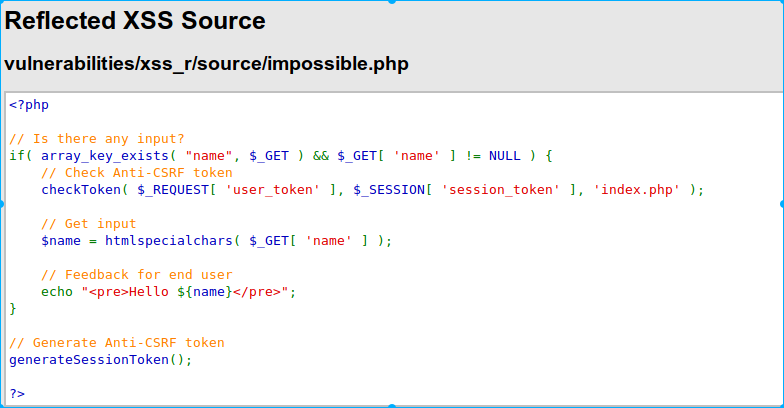 Reflected XSS Source
vulnerabilities/xss_r/source/impossible.php
<?php
// Is there any input?
if( array_key_exists( "name", $_GET ) && $_GET[ 'name' ] != NULL ) {
    // Check Anti-CSRF token
    checkToken( $_REQUEST[ 'user_token' ], $_SESSION[ 'session_token' ], 'index.php' );
    // Get input
    $name = htmlspecialchars( $_GET[ 'name' ] );
    // Feedback for end user
    echo "<pre>Hello ${name}</pre>";
}
// Generate Anti-CSRF token
generateSessionToken();
?>